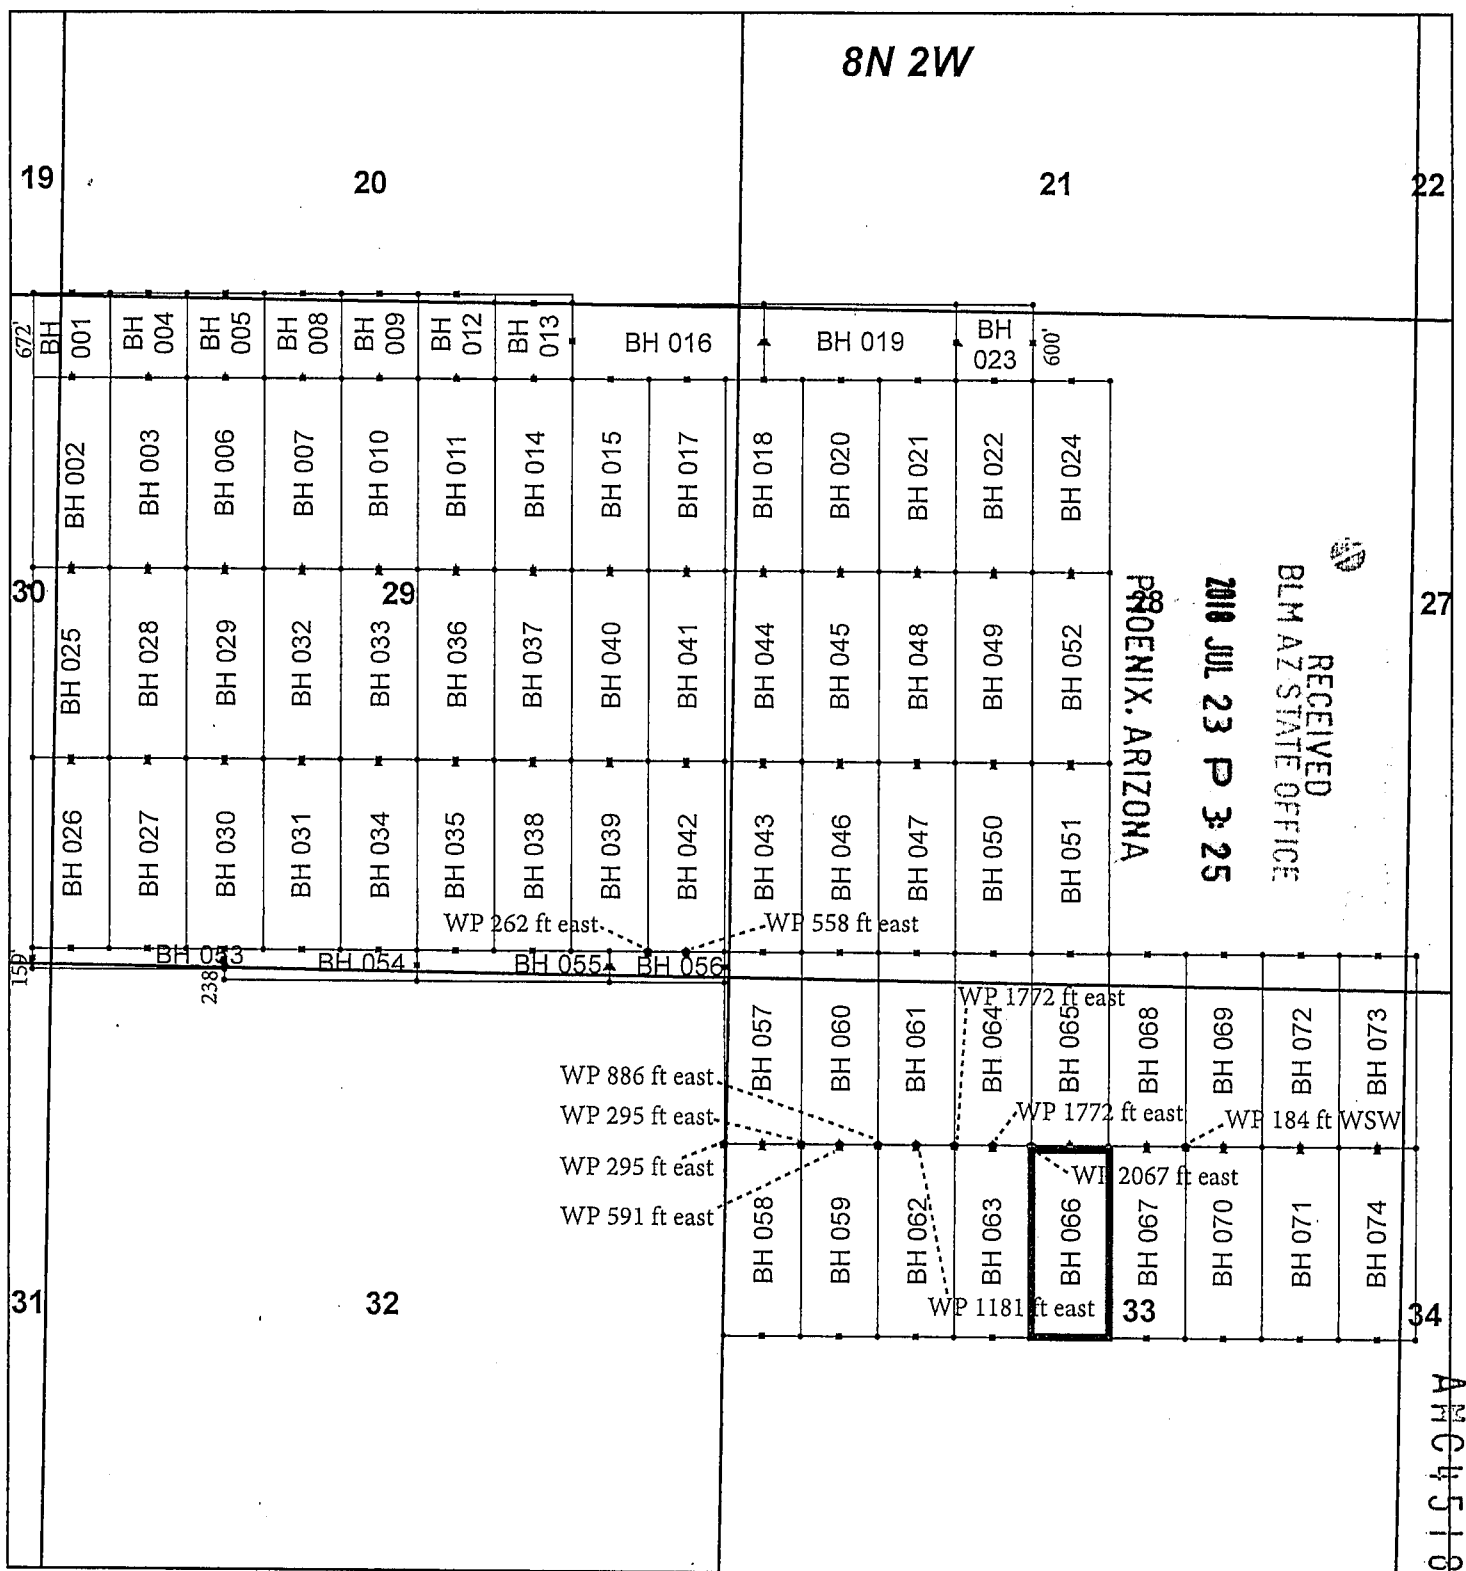 8N 2W
19
20
21
22
672'
BH 001
BH 004
BH 005
BH 008
BH 009
BH 012
BH 013
BH 016
BH 019
BH 023
600'
BH 002
BH 003
BH 006
BH 007
BH 010
BH 011
BH 014
BH 015
BH 017
BH 018
BH 020
BH 021
BH 022
BH 024
30
29
28
27
BH 025
BH 028
BH 029
BH 032
BH 033
BH 036
BH 037
BH 040
BH 041
BH 044
BH 045
BH 048
BH 049
BH 052
RECEIVED
BLM AZ STATE OFFICE
2018 JUL 23 P 3:25
PHOENIX, ARIZONA
BH 026
BH 027
BH 030
BH 031
BH 034
BH 035
BH 038
BH 039
BH 042
BH 043
BH 046
BH 047
BH 050
BH 051
WP 262 ft east
WP 558 ft east
159'
BH 053
238'
BH 054
BH 055
BH 056
WP 1772 ft east
BH 057
BH 060
BH 061
BH 064
BH 065
BH 068
BH 069
BH 072
BH 073
WP 886 ft east
WP 295 ft east
WP 1772 ft east
WP 184 ft WSW
WP 295 ft east
WP 2067 ft east
WP 591 ft east
BH 058
BH 059
BH 062
BH 063
BH 066
BH 067
BH 070
BH 071
BH 074
WP 1181 ft east
31
32
33
34